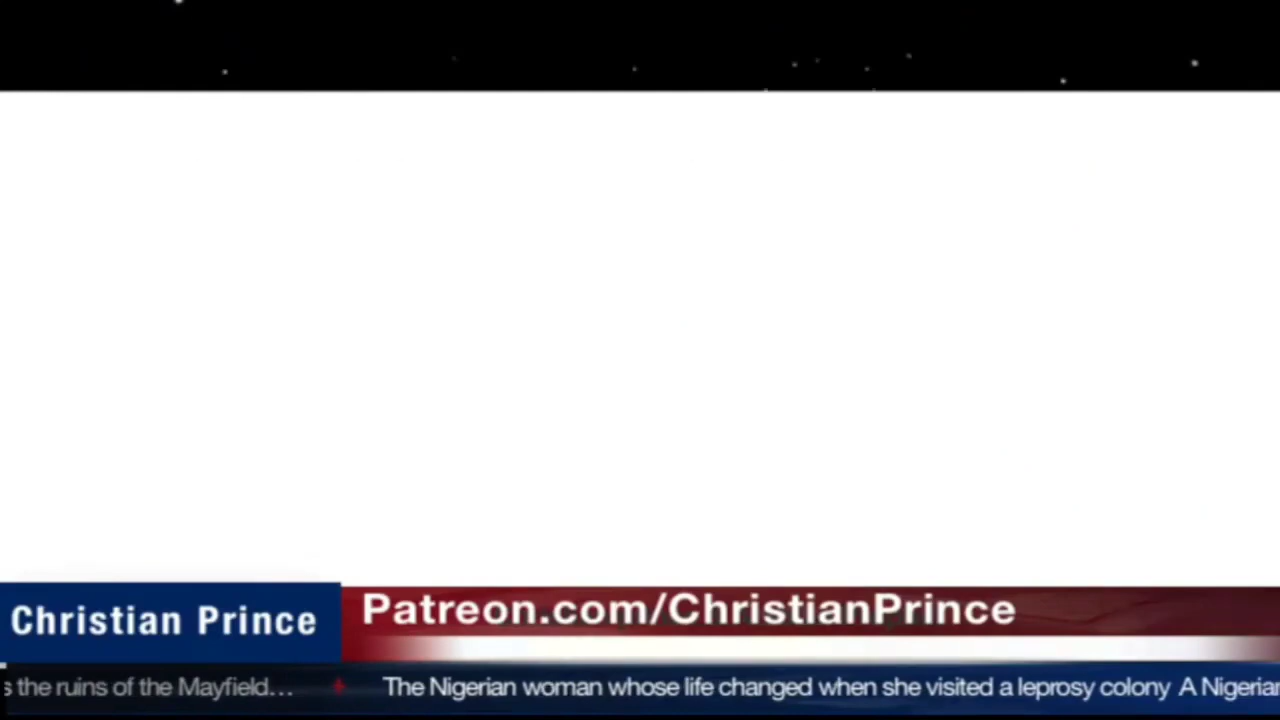 Christian Prince
Patreon.com/ChristianPrince
s the ruins of the Mayfield...
The Nigerian woman whose life changed when she visited a leprosy colony A Nigerian